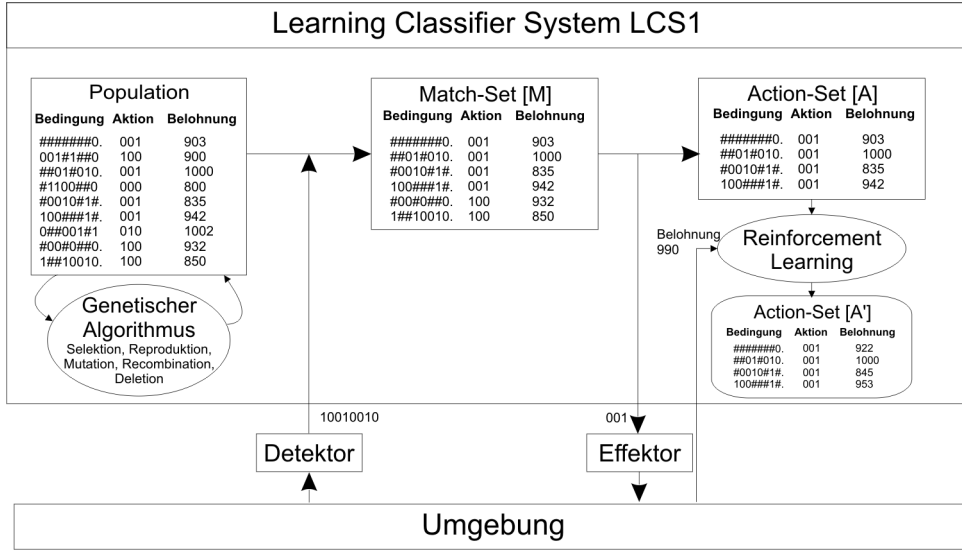 Learning Classifier System LCS1
Population
Bedingung Aktion Belohnung
#######0. 001 903
001#1##0 100 900
##01#010. 001 1000
#1100##0 000 800
#0010#1#. 001 835
100###1#. 001 942
0##001#1 010 1002
#00#0##0. 100 932
1##10010. 100 850
Genetischer
Algorithmus
Selektion, Reproduktion,
Mutation, Recombination,
Deletion
Match-Set [M]
Bedingung Aktion Belohnung
#######0. 001 903
##01#010. 001 1000
#0010#1#. 001 835
100###1#. 001 942
#00#0##0. 100 932
1##10010. 100 850
Action-Set [A]
Bedingung Aktion Belohnung
#######0. 001 903
##01#010. 001 1000
#0010#1#. 001 835
100###1#. 001 942
Belohnung
990
Reinforcement
Learning
Action-Set [A']
Bedingung Aktion Belohnung
#######0. 001 922
##01#010. 001 1000
#0010#1#. 001 845
100###1#. 001 953
10010010
001
Detektor
Effektor
Umgebung